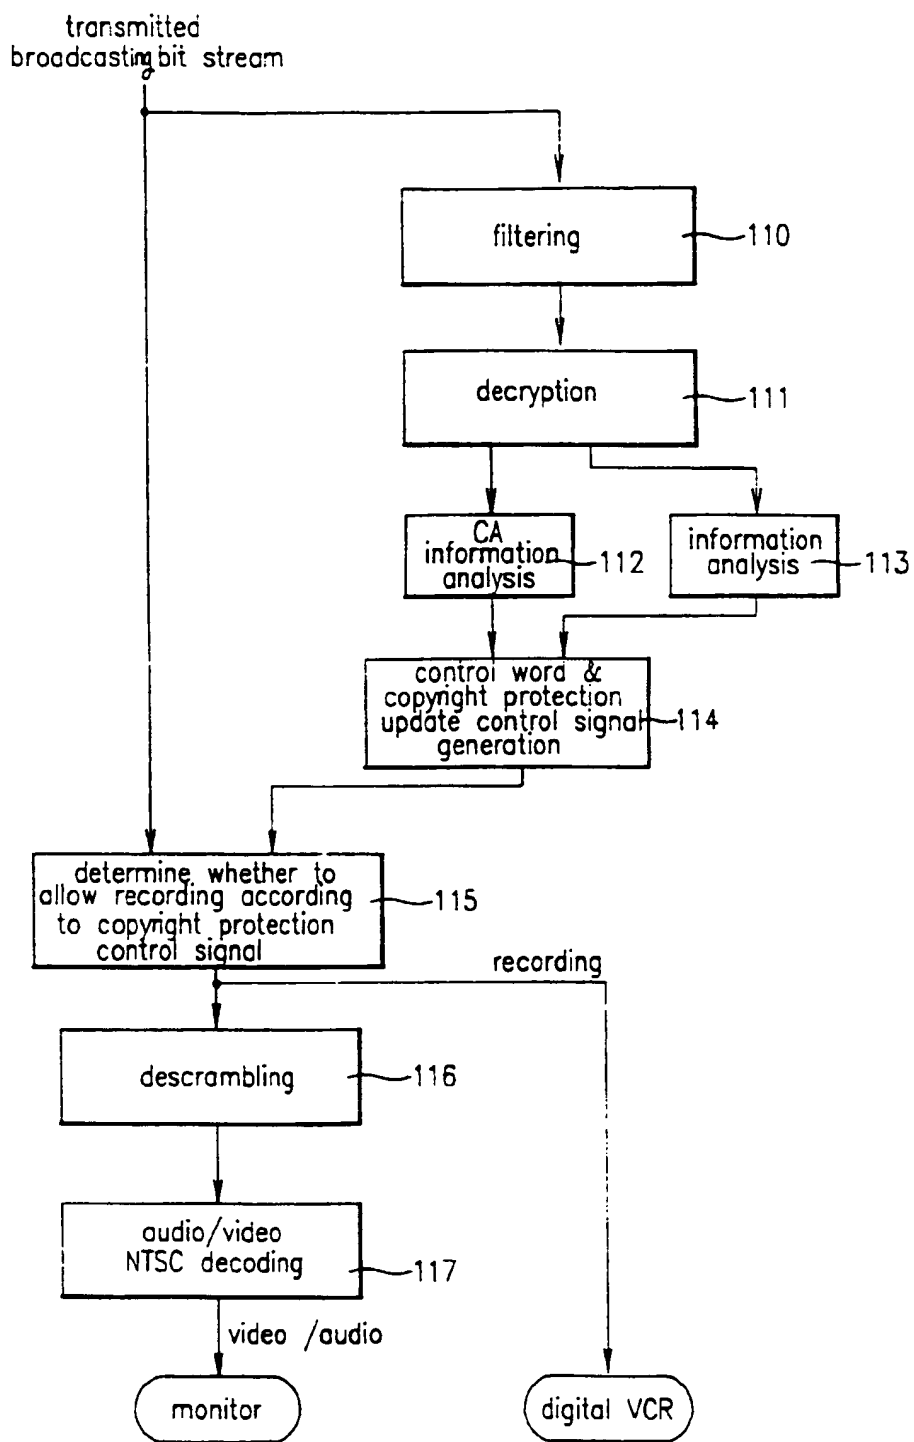 transmitted
broadcasting bit stream
filtering
110
decryption
111
CA
information
analysis
112
information
analysis
113
control word &
copyright protection
update control signal
generation
114
determine whether to
allow recording according
to copyright protection
control signal
115
recording
descrambling
116
audio/video
NTSC decoding
117
video /audio
monitor
digital VCR